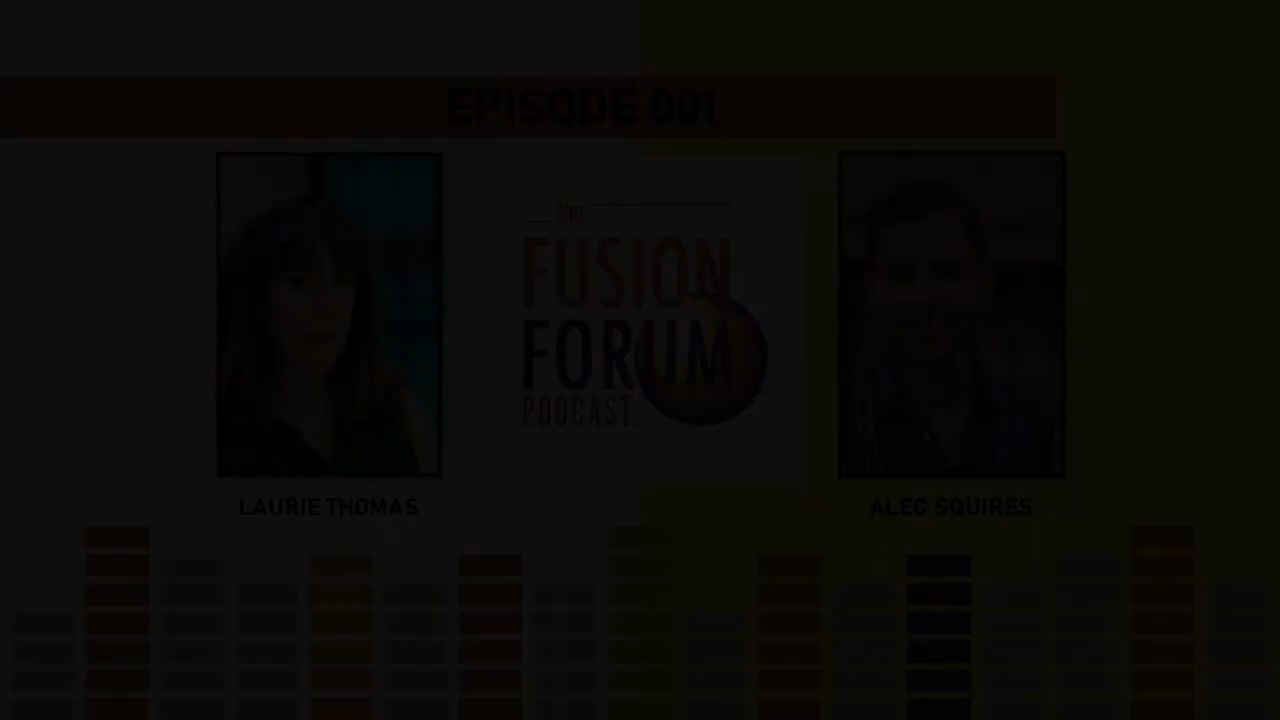 EPISODE 001
the
FUSION
FORUM
PODCAST
LAURIE THOMAS
ALEC SQUIRES